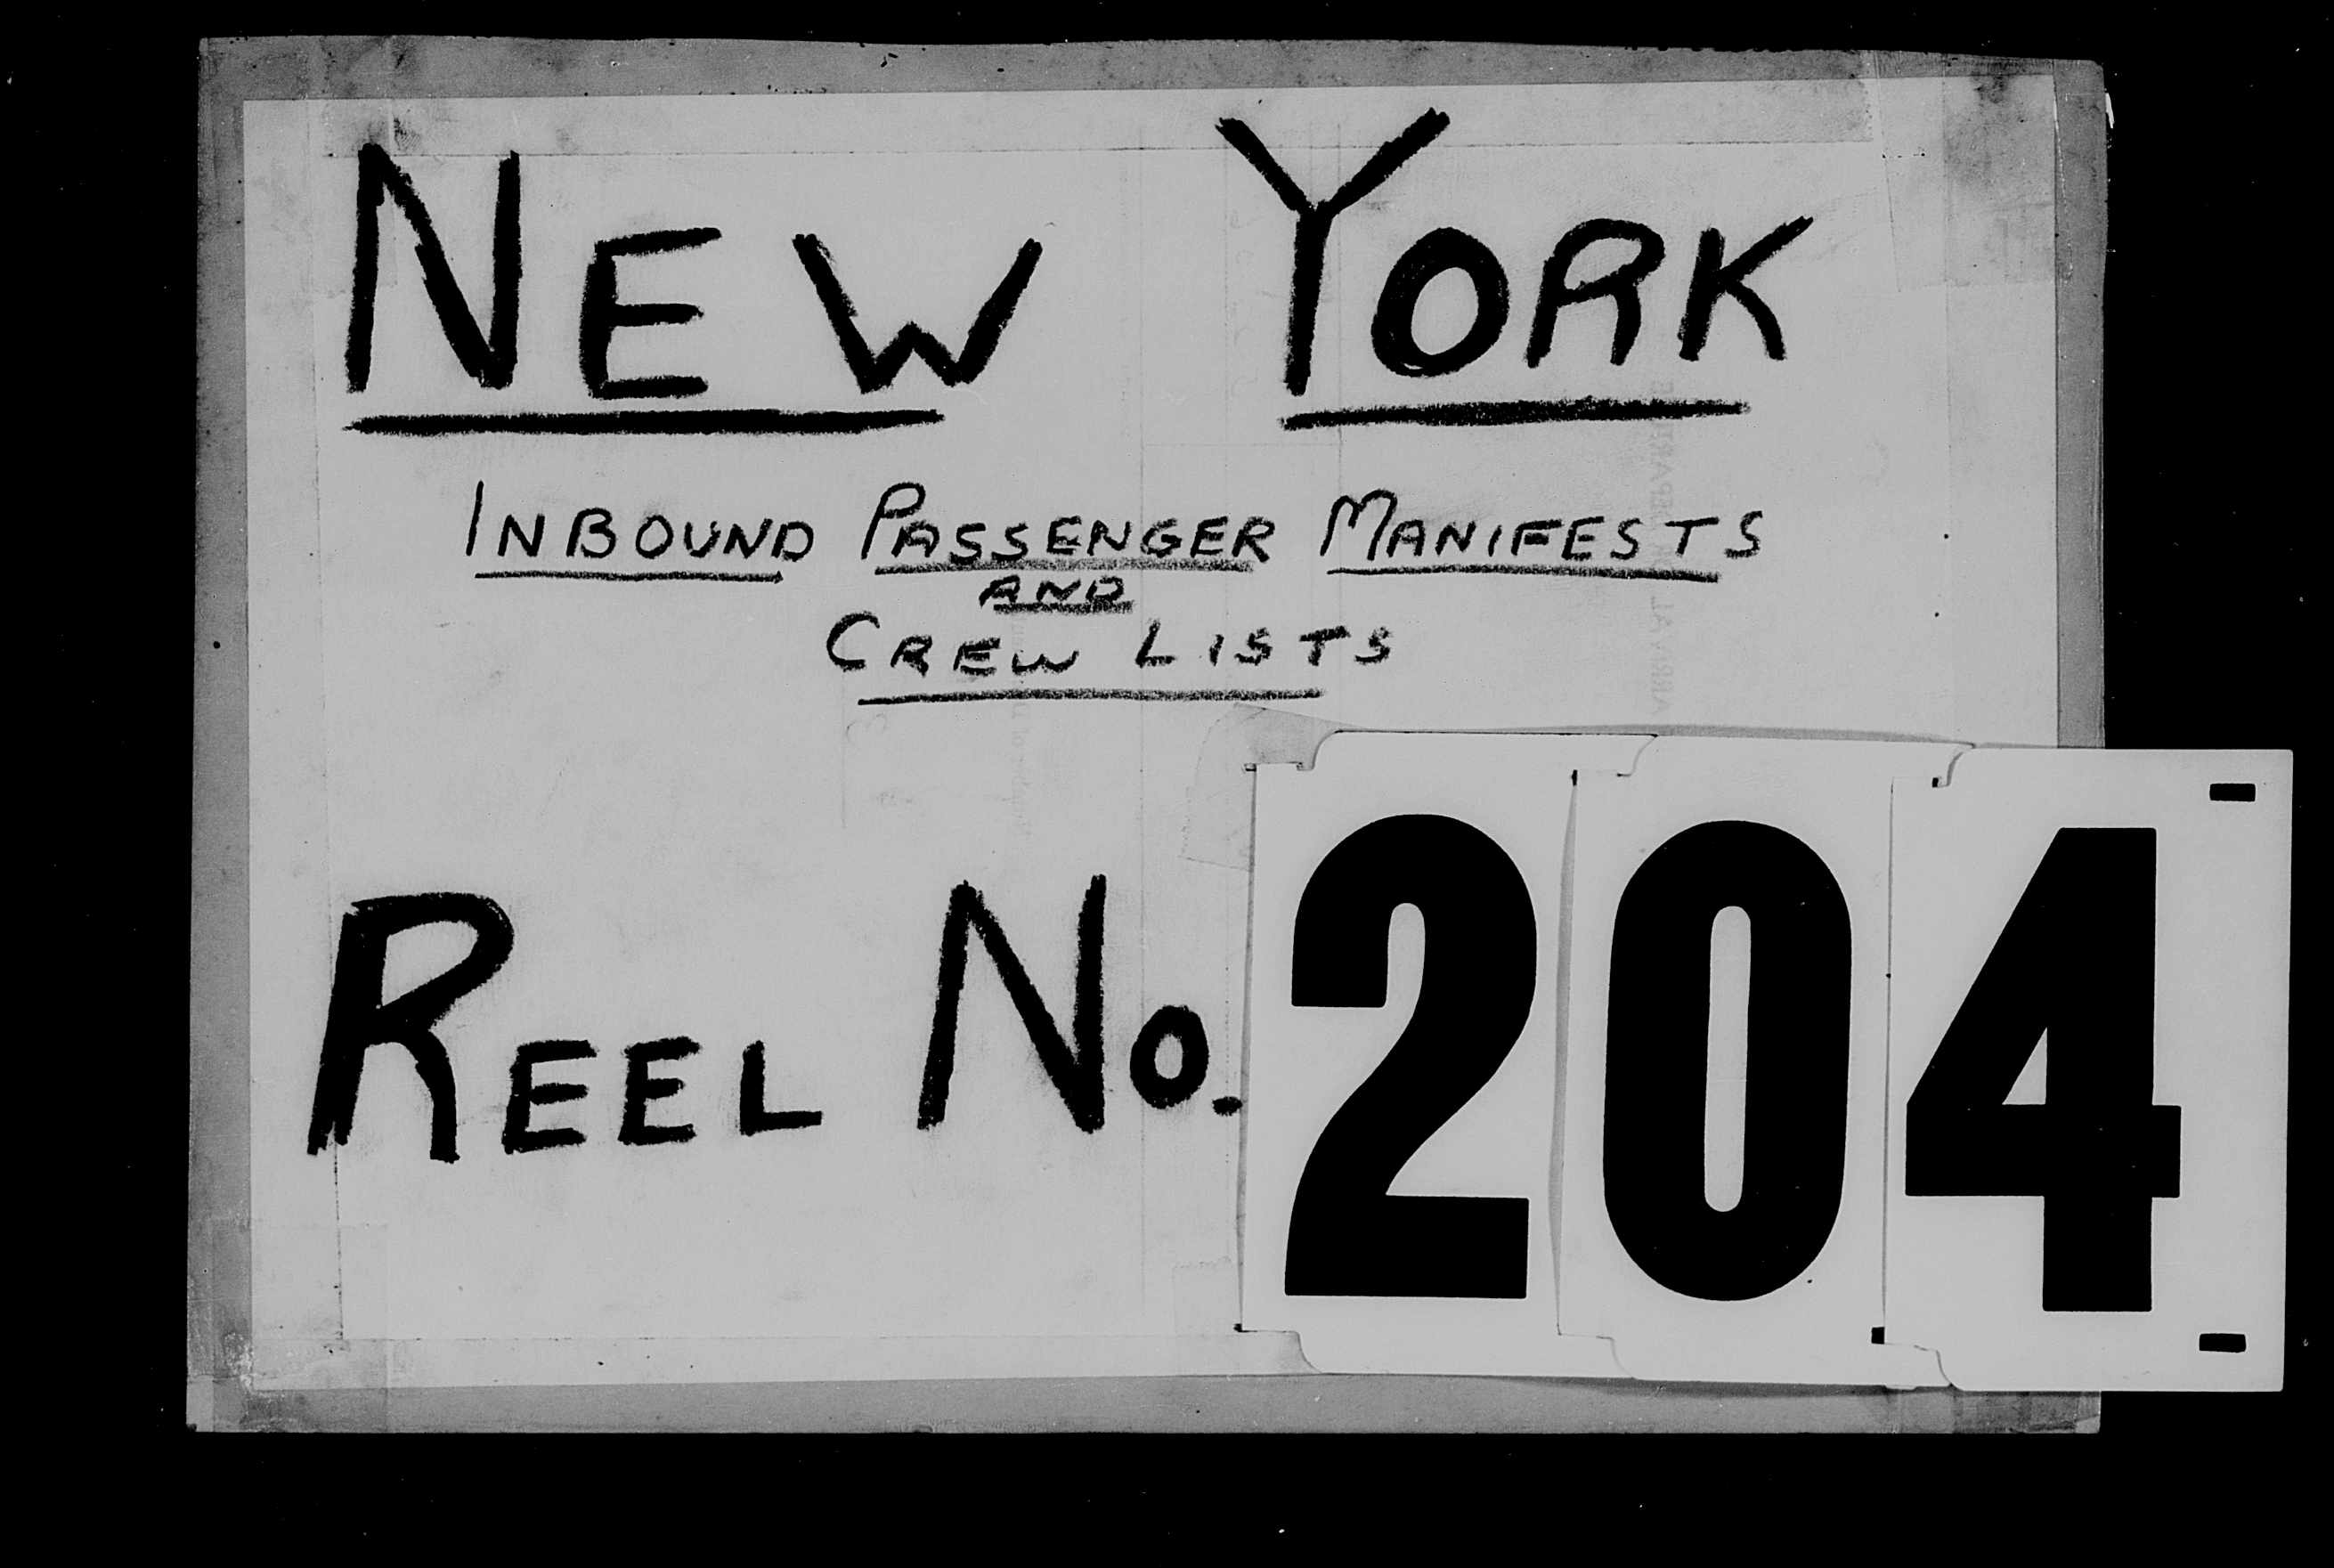 NEW YORK
INBOUND PASSENGER MANIFESTS
AND
CREW LISTS
REEL NO. 204